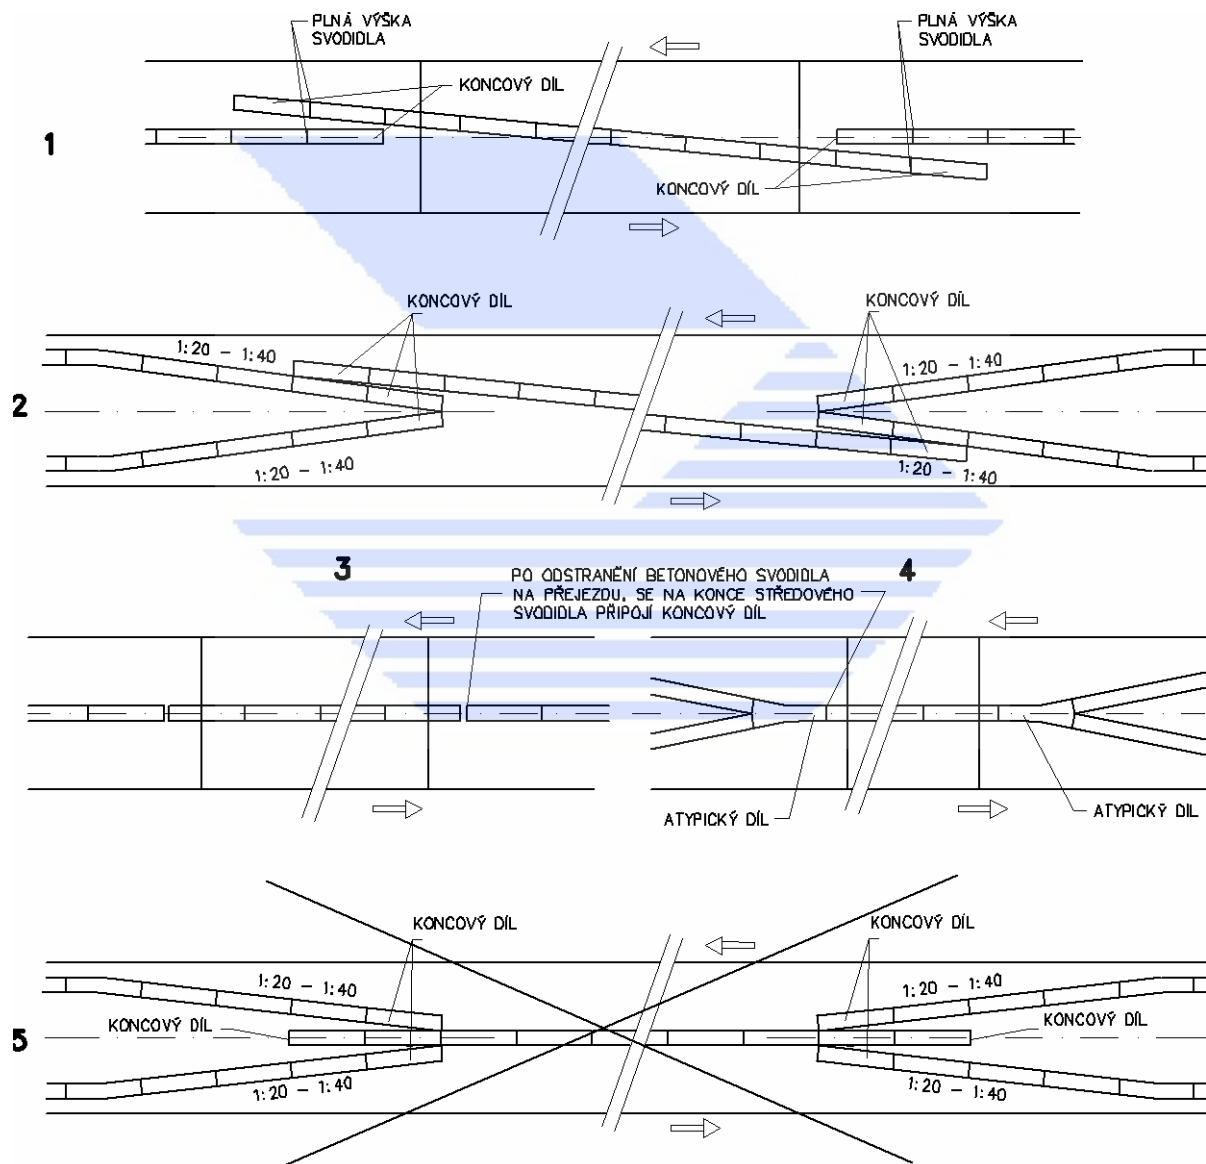 PLNÁ VÝŠKA
SVODIDLA
PLNÁ VÝŠKA
SVODIDLA
KONCOVÝ DÍL
1
KONCOVÝ DÍL
KONCOVÝ DÍL
KONCOVÝ DÍL
1:20 - 1:40
1:20 - 1:40
2
1:20 - 1:40
1:20 - 1:40
3
4
PO ODSTRANĚNÍ BETONOVÉHO SVODIDLA
NA PŘEJEZDU, SE NA KONCE STŘEDOVÉHO
SVODIDLA PŘIPOJÍ KONCOVÝ DÍL
ATYPICKÝ DÍL
ATYPICKÝ DÍL
KONCOVÝ DÍL
KONCOVÝ DÍL
1:20 - 1:40
1:20 - 1:40
5
KONCOVÝ DÍL
KONCOVÝ DÍL
1:20 - 1:40
1:20 - 1:40